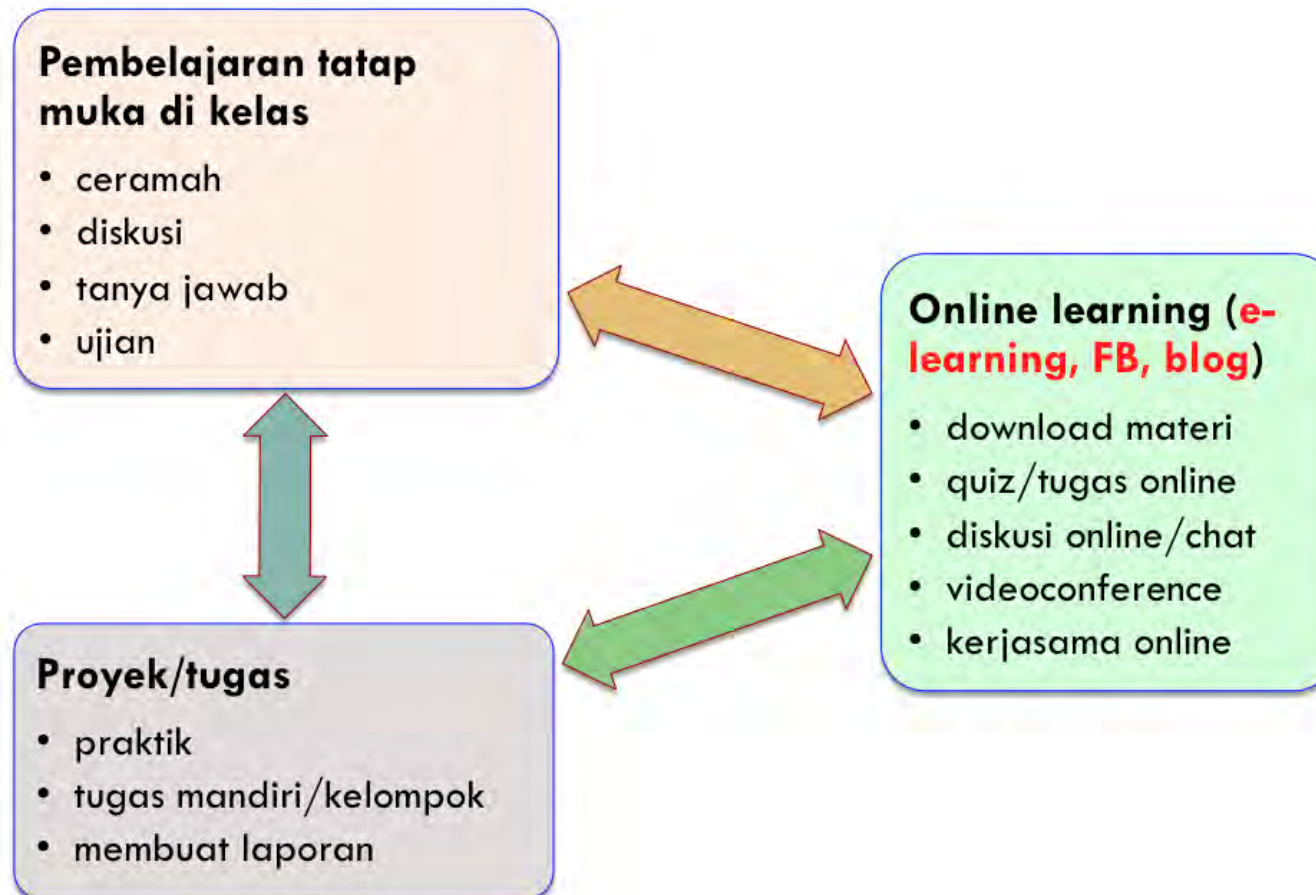 Pembelajaran tatap
muka di kelas
• ceramah
• diskusi
• tanya jawab
• ujian
Online learning (e-
learning, FB, blog)
• download materi
• quiz/tugas online
• diskusi online/chat
• videoconference
• kerjasama online
Proyek/tugas
• praktik
• tugas mandiri/kelompok
• membuat laporan